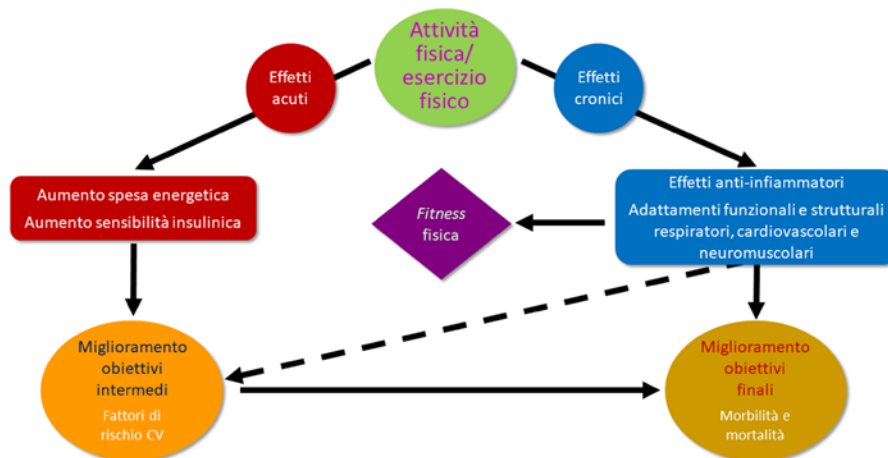 Attività
fisica/
esercizio
fisico
Effetti
acuti
Effetti
cronici
Aumento spesa energetica
Aumento sensibilità insulinica
Fitness
fisica
Effetti anti-infiammatori
Adattamenti funzionali e strutturali
respiratori, cardiovascolari e
neuromuscolari
Miglioramento
obiettivi
intermedi
Fattori di
rischio CV
Miglioramento
obiettivi
finali
Morbilità e
mortalità